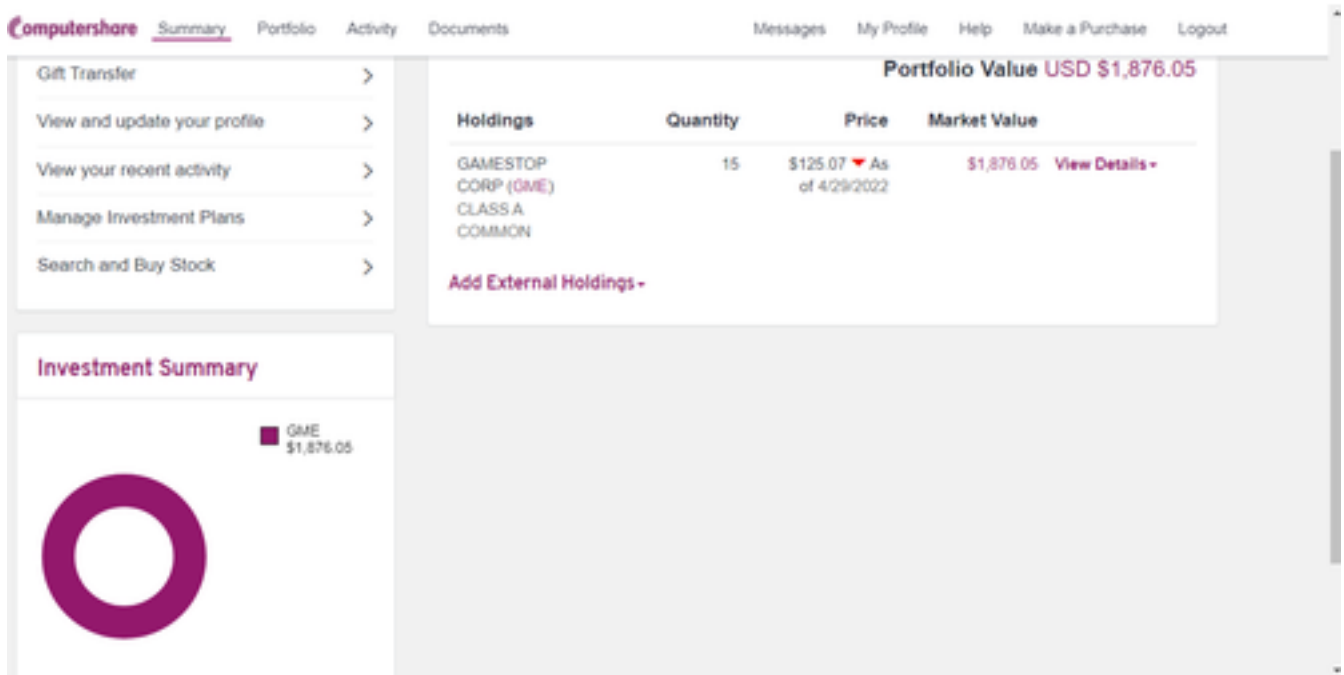 Computershare Summary Portfolio Activity Documents Messages My Profile Help Make a Purchase Logout
Gift Transfer
View and update your profile
View your recent activity
Manage Investment Plans
Search and Buy Stock
Portfolio Value USD $1,876.05
Holdings Quantity Price Market Value
GAMESTOP 15 $125.07 As $1,876.05 View Details
CORP (GME) of 4/29/2022
CLASS A
COMMON
Add External Holdings
Investment Summary
GME
$1,876.05